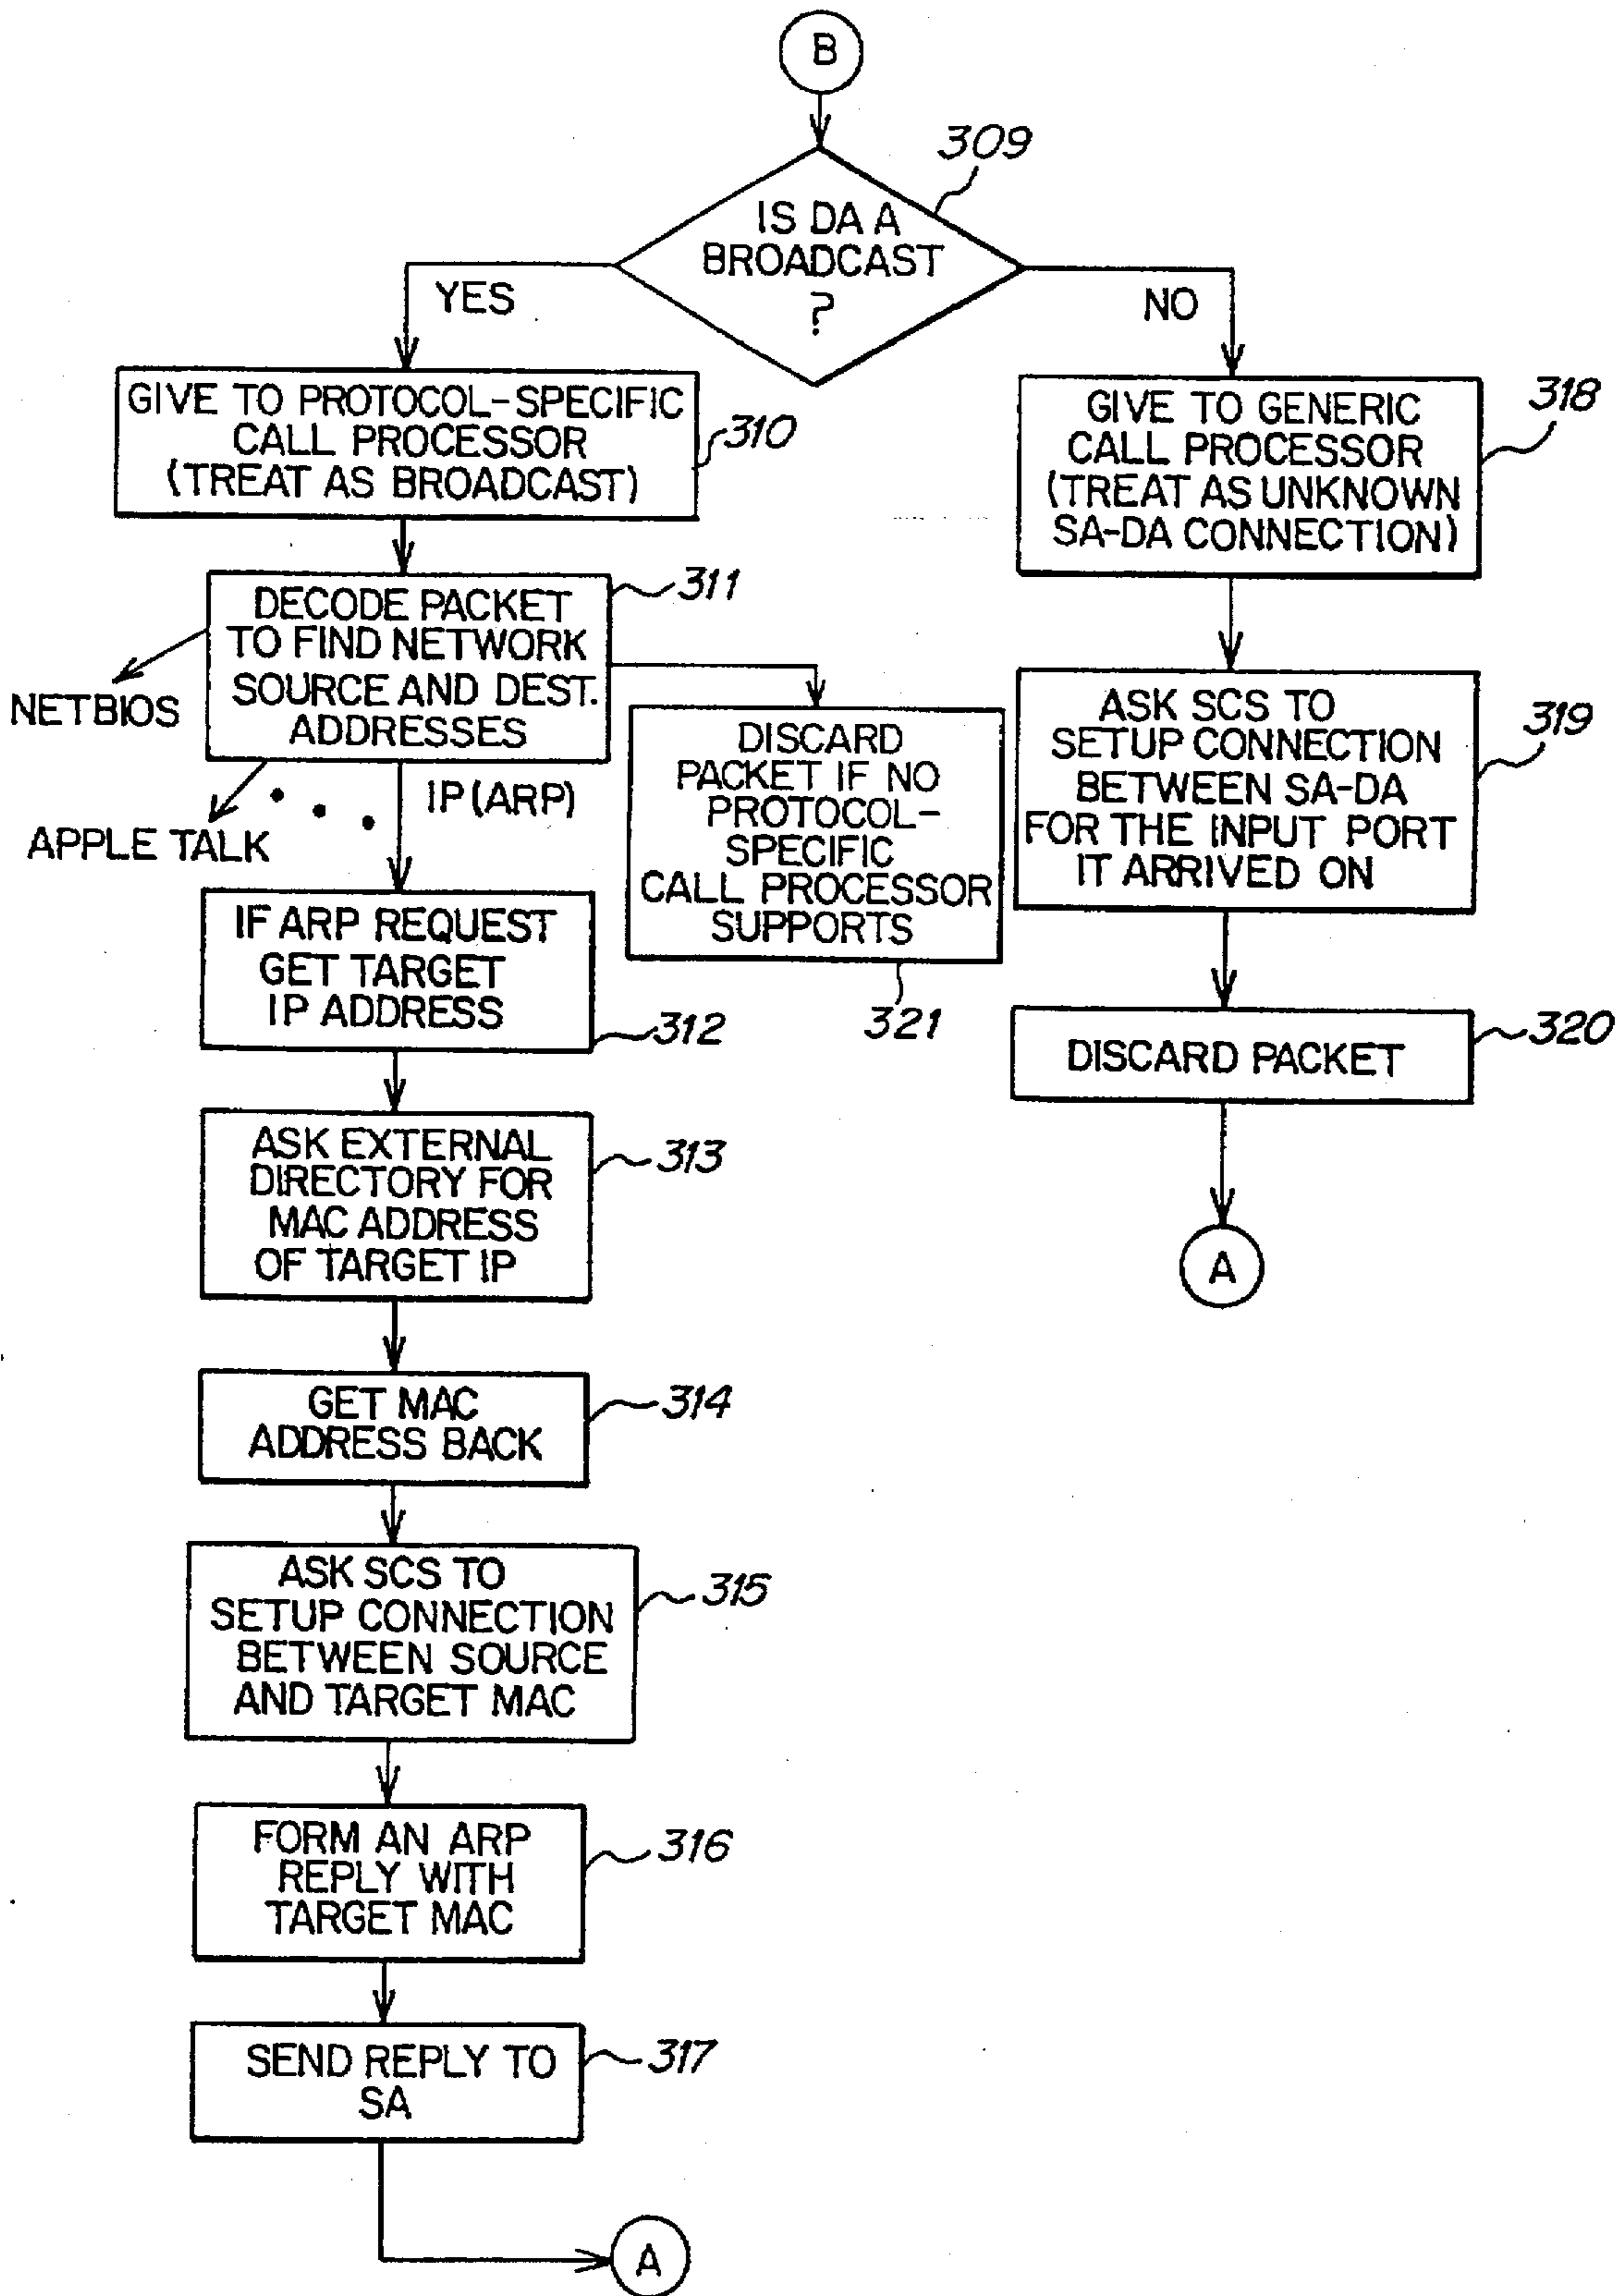 B
309
IS DA A
BROADCAST
?
YES
NO
GIVE TO PROTOCOL-SPECIFIC
CALL PROCESSOR
(TREAT AS BROADCAST)
310
GIVE TO GENERIC
CALL PROCESSOR
(TREAT AS UNKNOWN
SA-DA CONNECTION)
318
DECODE PACKET
TO FIND NETWORK
SOURCE AND DEST.
ADDRESSES
311
NETBIOS
APPLE TALK
IP (ARP)
DISCARD
PACKET IF NO
PROTOCOL-
SPECIFIC
CALL PROCESSOR
SUPPORTS
321
ASK SCS TO
SETUP CONNECTION
BETWEEN SA-DA
FOR THE INPUT PORT
IT ARRIVED ON
319
IF ARP REQUEST
GET TARGET
IP ADDRESS
312
DISCARD PACKET
320
A
ASK EXTERNAL
DIRECTORY FOR
MAC ADDRESS
OF TARGET IP
313
GET MAC
ADDRESS BACK
314
ASK SCS TO
SETUP CONNECTION
BETWEEN SOURCE
AND TARGET MAC
315
FORM AN ARP
REPLY WITH
TARGET MAC
316
SEND REPLY TO
SA
317
A